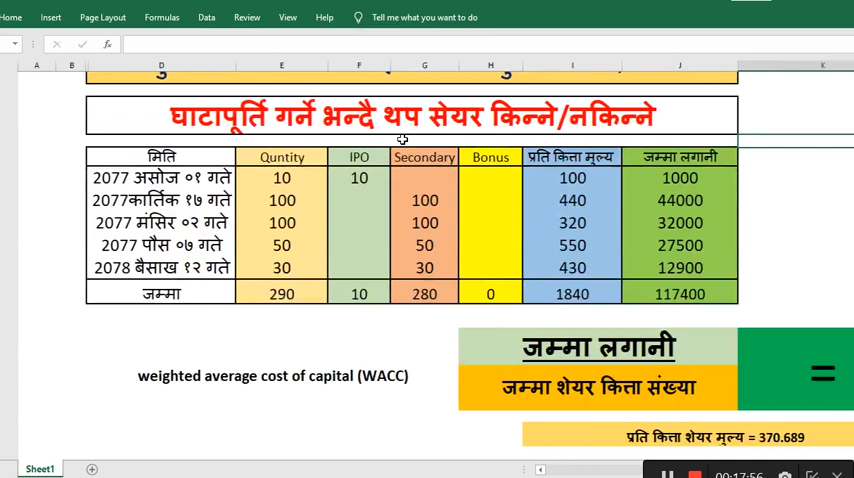 Home Insert Page Layout Formulas Data Review View Help Tell me what you want to do
fx
A B D E F G H I J K
घाटापूर्ति गर्ने भन्दै थप सेयर किन्ने/नकिन्ने
मिति Quntity IPO Secondary Bonus प्रति कित्ता मूल्य जम्मा लगानी
2077 असोज ०१ गते 10 10 100 1000
2077कार्तिक १७ गते 100 100 440 44000
2077 मंसिर ०२ गते 100 100 320 32000
2077 पौस ०७ गते 50 50 550 27500
2078 बैसाख १२ गते 30 30 430 12900
जम्मा 290 10 280 0 1840 117400
जम्मा लगानी
weighted average cost of capital (WACC) =
जम्मा शेयर कित्ता संख्या
प्रति कित्ता शेयर मूल्य = 370.689
Sheet1
00:17:56